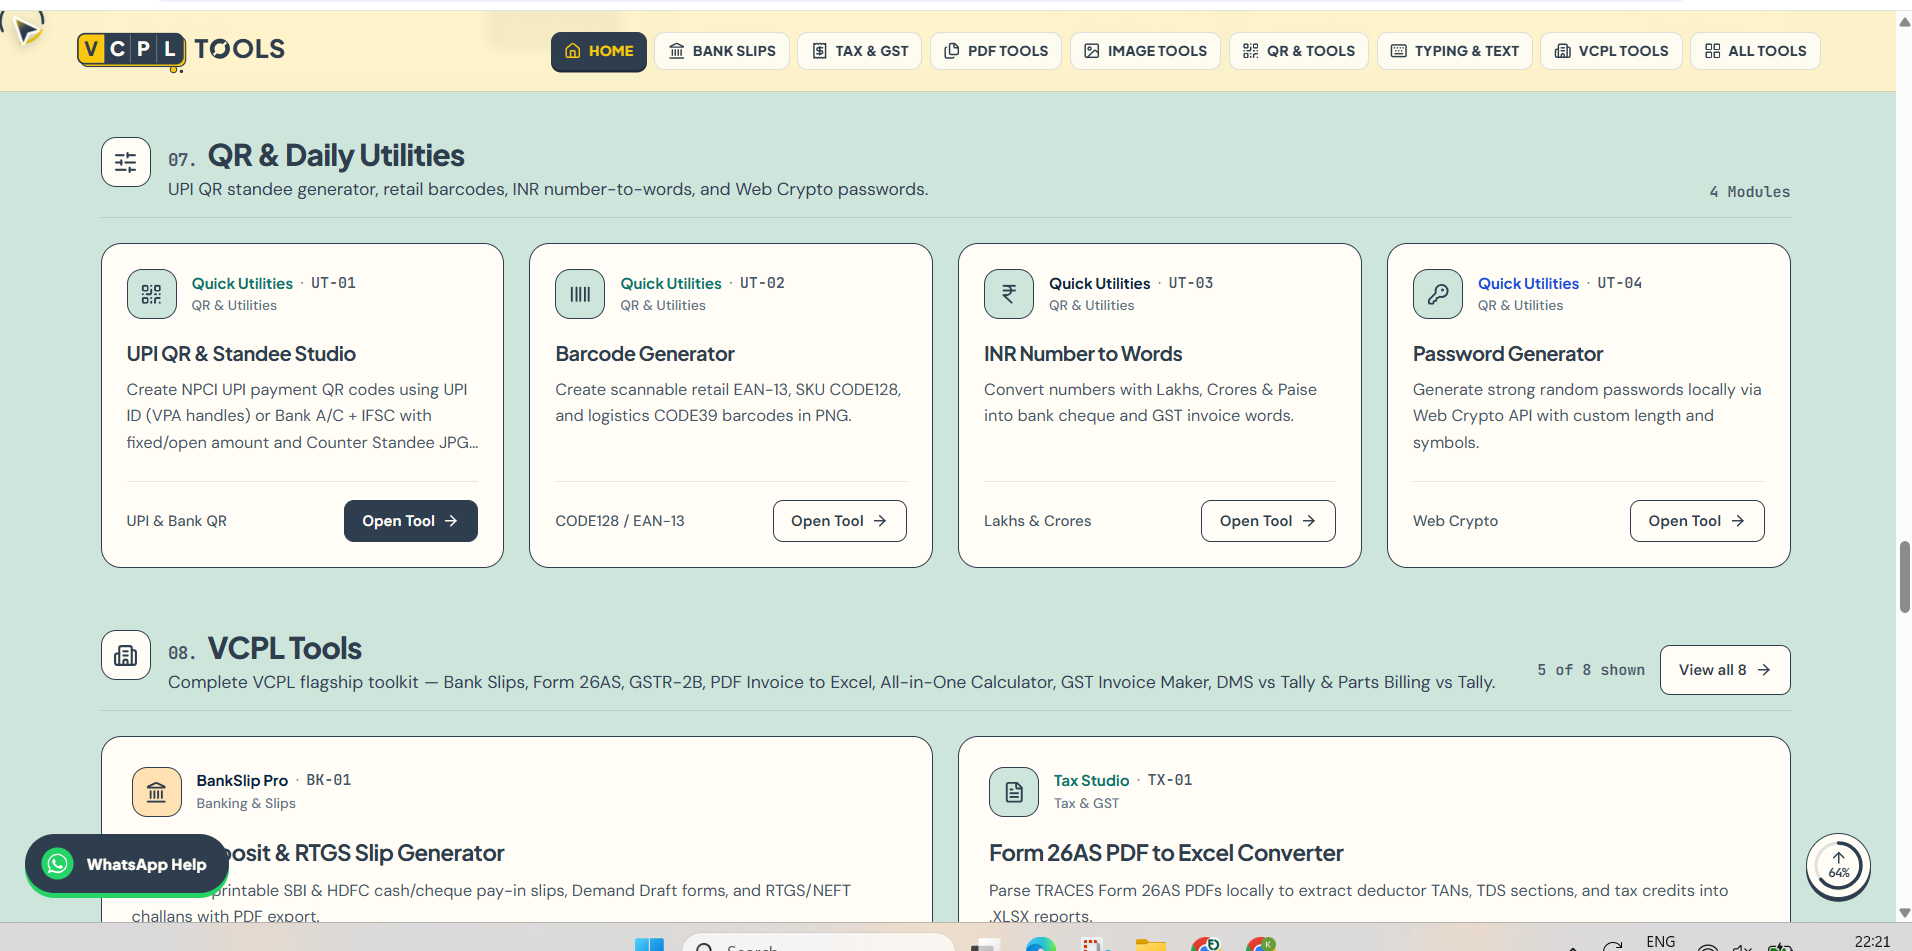 VCPL TOOLS
HOME
BANK SLIPS
TAX & GST
PDF TOOLS
IMAGE TOOLS
QR & TOOLS
TYPING & TEXT
VCPL TOOLS
ALL TOOLS
07. QR & Daily Utilities
UPI QR standee generator, retail barcodes, INR number-to-words, and Web Crypto passwords.
4 Modules
Quick Utilities · UT-01
QR & Utilities
UPI QR & Standee Studio
Create NPCI UPI payment QR codes using UPI
ID (VPA handles) or Bank A/C + IFSC with
fixed/open amount and Counter Standee JPG...
UPI & Bank QR
Open Tool →
Quick Utilities · UT-02
QR & Utilities
Barcode Generator
Create scannable retail EAN-13, SKU CODE128,
and logistics CODE39 barcodes in PNG.
CODE128 / EAN-13
Open Tool →
₹
Quick Utilities · UT-03
QR & Utilities
INR Number to Words
Convert numbers with Lakhs, Crores & Paise
into bank cheque and GST invoice words.
Lakhs & Crores
Open Tool →
Quick Utilities · UT-04
QR & Utilities
Password Generator
Generate strong random passwords locally via
Web Crypto API with custom length and
symbols.
Web Crypto
Open Tool →
08. VCPL Tools
Complete VCPL flagship toolkit — Bank Slips, Form 26AS, GSTR-2B, PDF Invoice to Excel, All-in-One Calculator, GST Invoice Maker, DMS vs Tally & Parts Billing vs Tally.
5 of 8 shown
View all 8 →
BankSlip Pro · BK-01
Banking & Slips
posit & RTGS Slip Generator
printable SBI & HDFC cash/cheque pay-in slips, Demand Draft forms, and RTGS/NEFT
challans with PDF export.
Tax Studio · TX-01
Tax & GST
Form 26AS PDF to Excel Converter
Parse TRACES Form 26AS PDFs locally to extract deductor TANs, TDS sections, and tax credits into
.XLSX reports.
WhatsApp Help
64%
Search
ENG
22:21